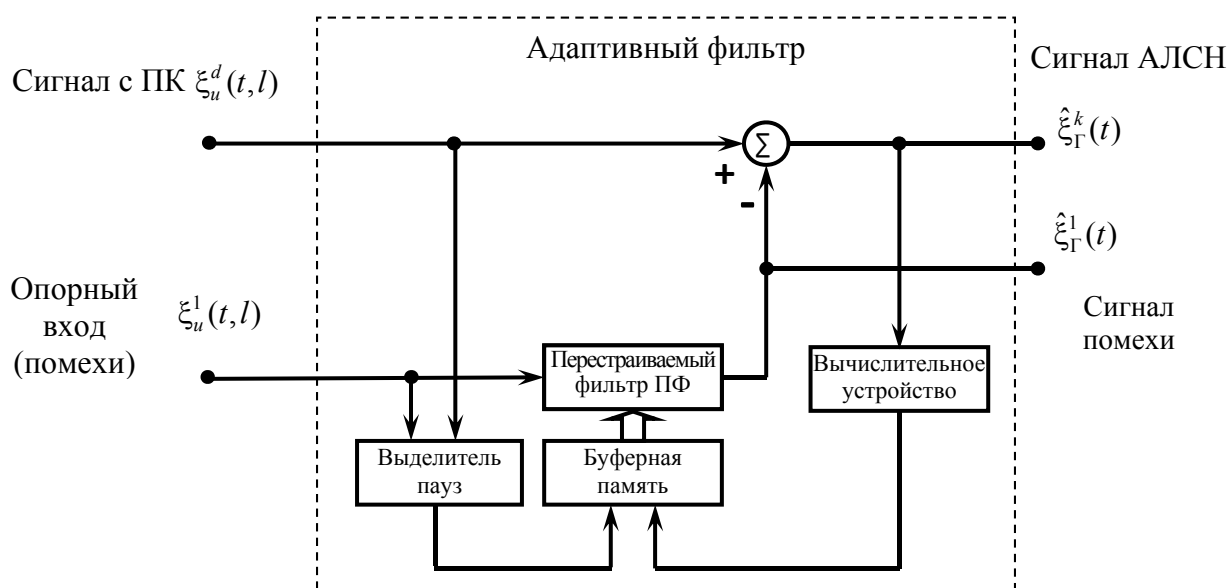 Адаптивный фильтр
Сигнал АЛСН
Сигнал с ПК ξ_u^d(t,l)
ξ̂_Г^k(t)
Σ
+
-
ξ̂_Г^1(t)
Опорный
вход
(помехи)
ξ_u^1(t,l)
Сигнал
помехи
Перестраиваемый
фильтр ПФ
Вычислительное
устройство
Выделитель
пауз
Буферная
память